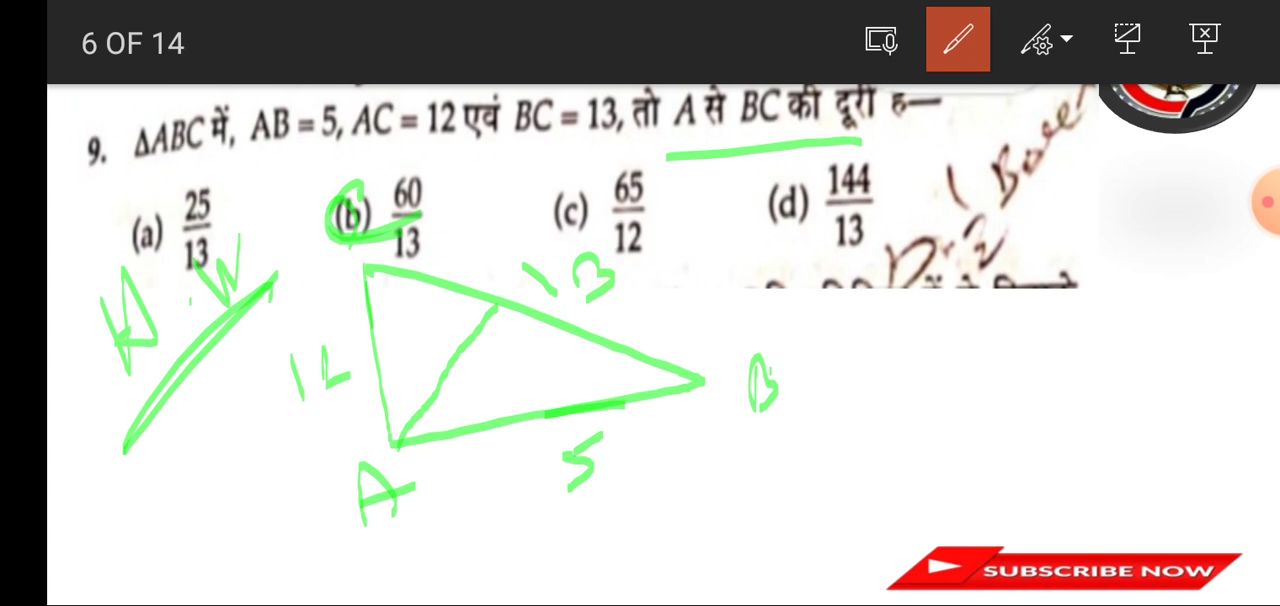 6 OF 14
9. ΔABC में, AB = 5, AC = 12 एवं BC = 13, तो A से BC की दूरी है—
(a) 25/13 (b) 60/13 (c) 65/12 (d) 144/13
Base
H.W
13
12
B
5
A
SUBSCRIBE NOW